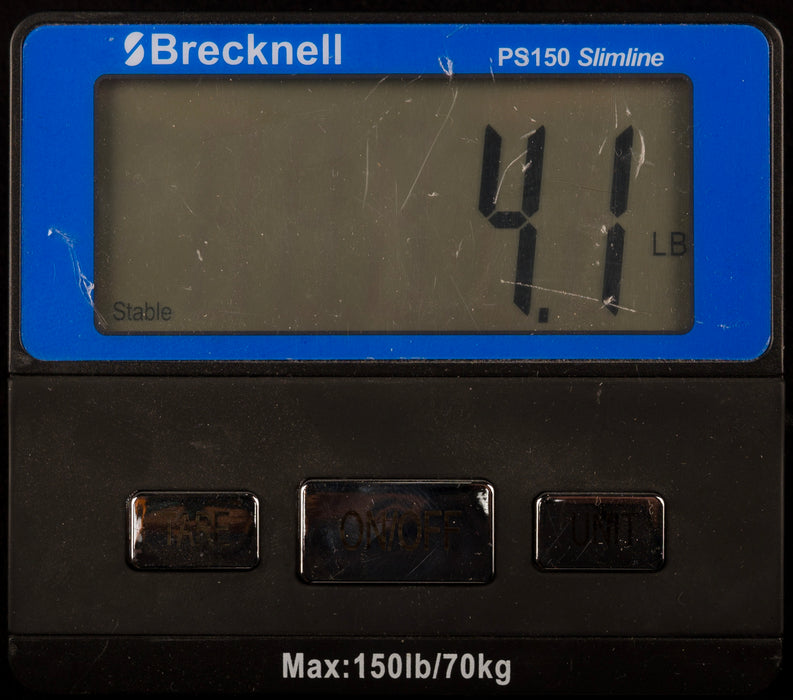 Brecknell
PS150 Slimline
4.1
LB
Stable
TARE
ON/OFF
UNIT
Max:150lb/70kg